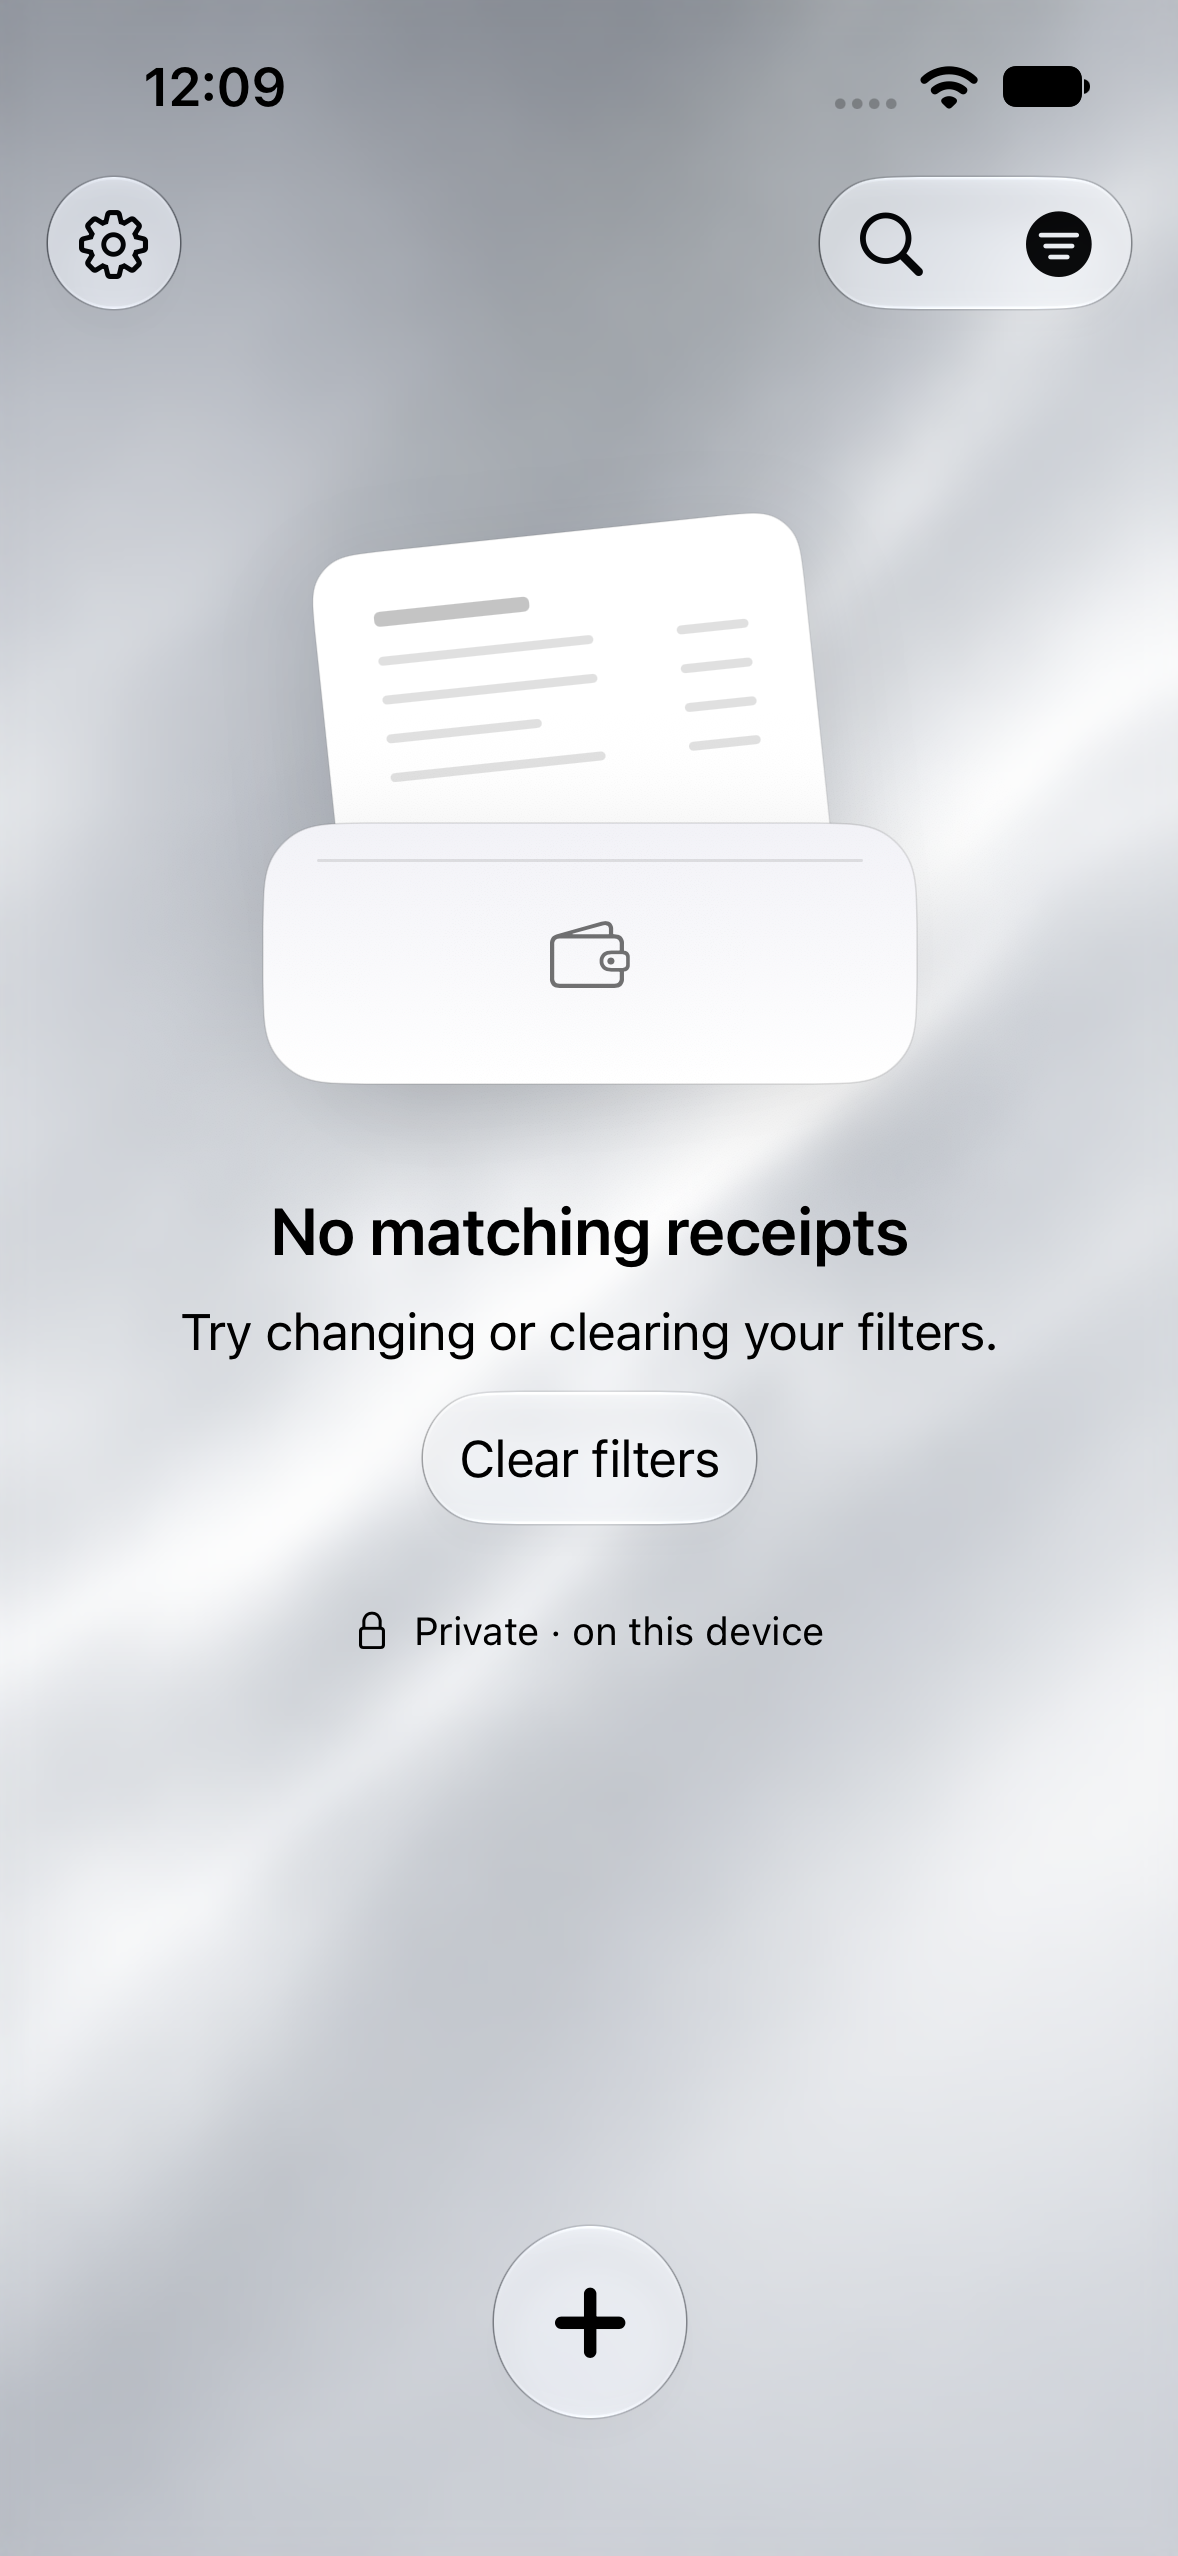 12:09
No matching receipts
Try changing or clearing your filters.
Clear filters
Private · on this device